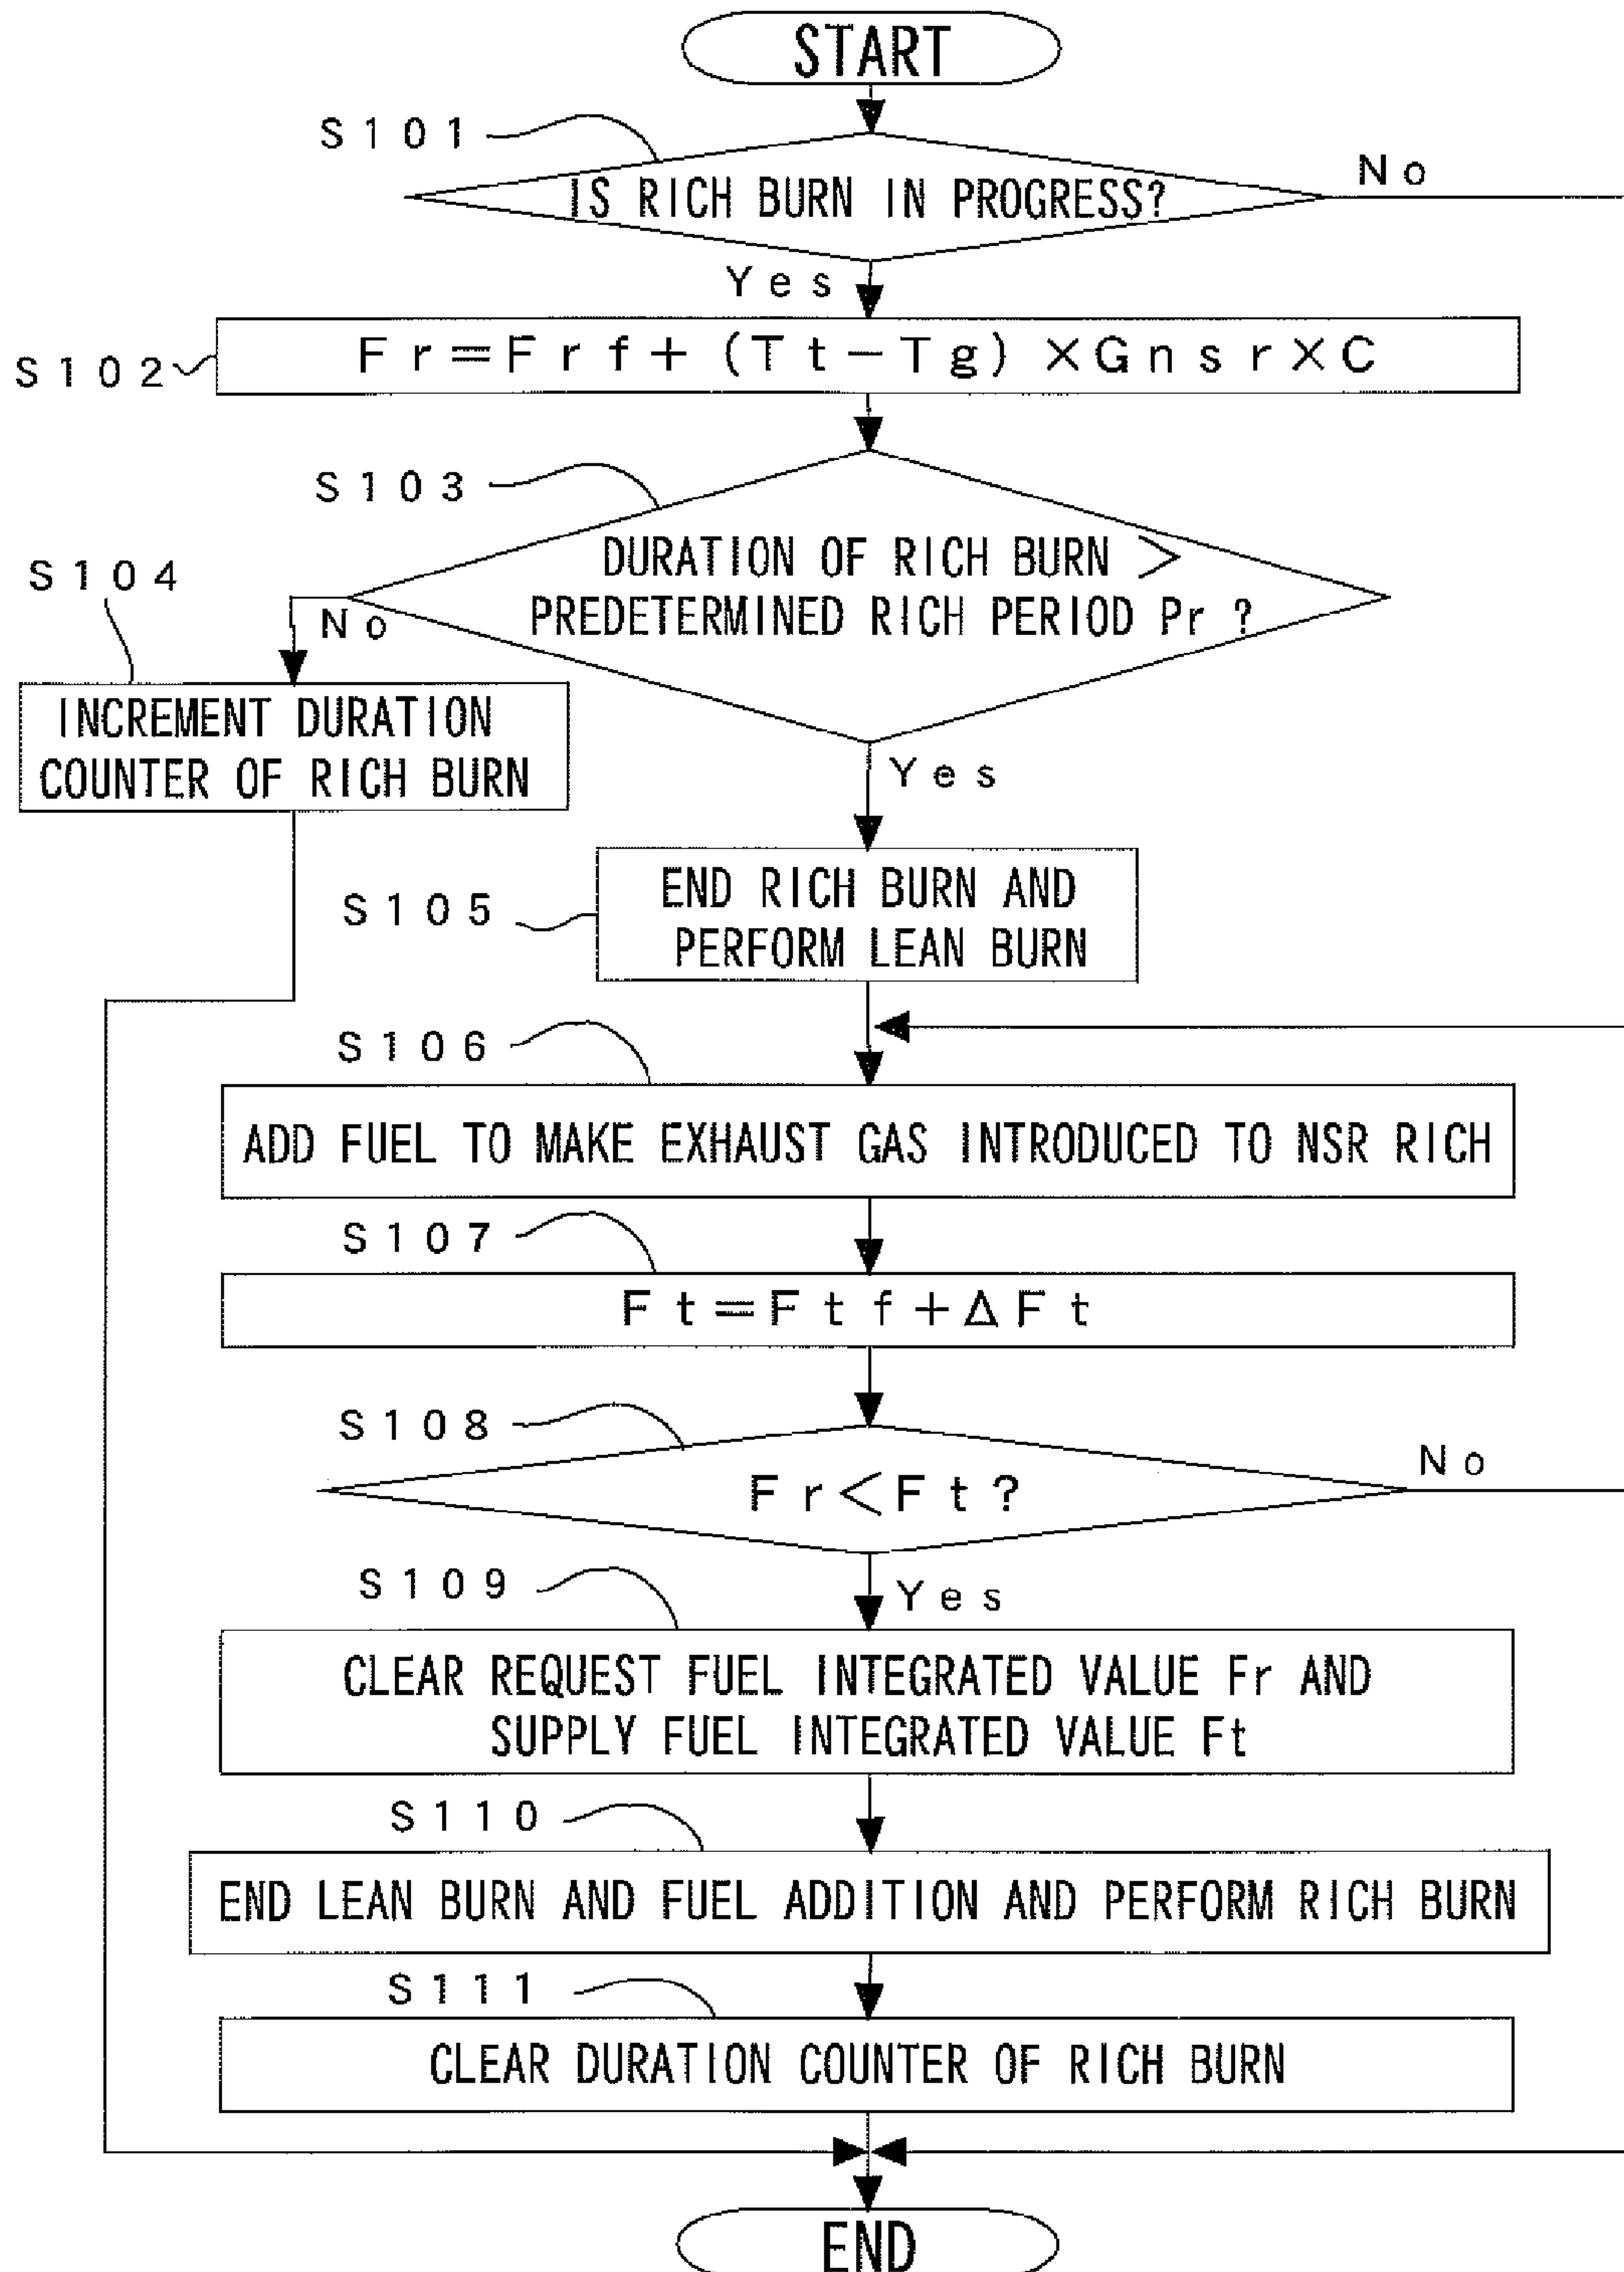 START
S101
IS RICH BURN IN PROGRESS?
No
Yes
S102
Fr=Frf+(Tt-Tg)×Gnsr×C
S103
DURATION OF RICH BURN >
PREDETERMINED RICH PERIOD Pr ?
S104
No
INCREMENT DURATION
COUNTER OF RICH BURN
Yes
S105
END RICH BURN AND
PERFORM LEAN BURN
S106
ADD FUEL TO MAKE EXHAUST GAS INTRODUCED TO NSR RICH
S107
Ft=Ftf+ΔFt
S108
Fr<Ft?
No
S109
Yes
CLEAR REQUEST FUEL INTEGRATED VALUE Fr AND
SUPPLY FUEL INTEGRATED VALUE Ft
S110
END LEAN BURN AND FUEL ADDITION AND PERFORM RICH BURN
S111
CLEAR DURATION COUNTER OF RICH BURN
END